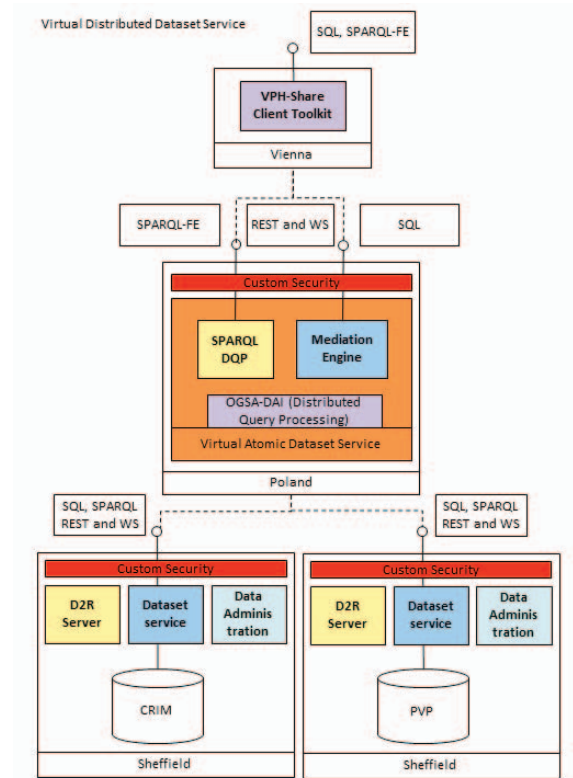 Virtual Distributed Dataset Service
SQL, SPARQL-FE
VPH-Share
Client Toolkit
Vienna
SPARQL-FE
REST and WS
SQL
Custom Security
SPARQL
DQP
Mediation
Engine
OGSA-DAI (Distributed
Query Processing)
Virtual Atomic Dataset Service
Poland
SQL, SPARQL
REST and WS
SQL, SPARQL
REST and WS
Custom Security
D2R
Server
Dataset
service
Data
Adminis
tration
CRIM
Sheffield
Custom Security
D2R
Server
Dataset
service
Data
Adminis
tration
PVP
Sheffield